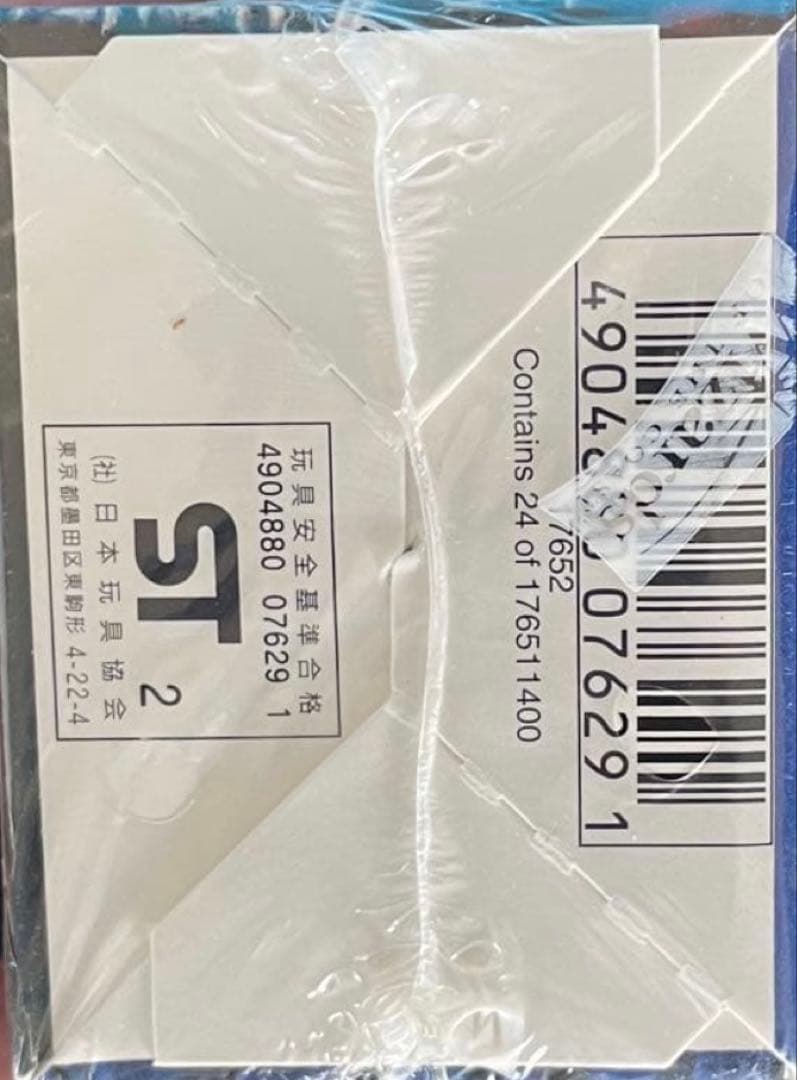 4904880 07629 1
7652
Contains 24 of 176511400
玩具安全基準合格
4904880 07629 1
ST 2
(社)日本玩具協会
東京都墨田区東駒形 4-22-4